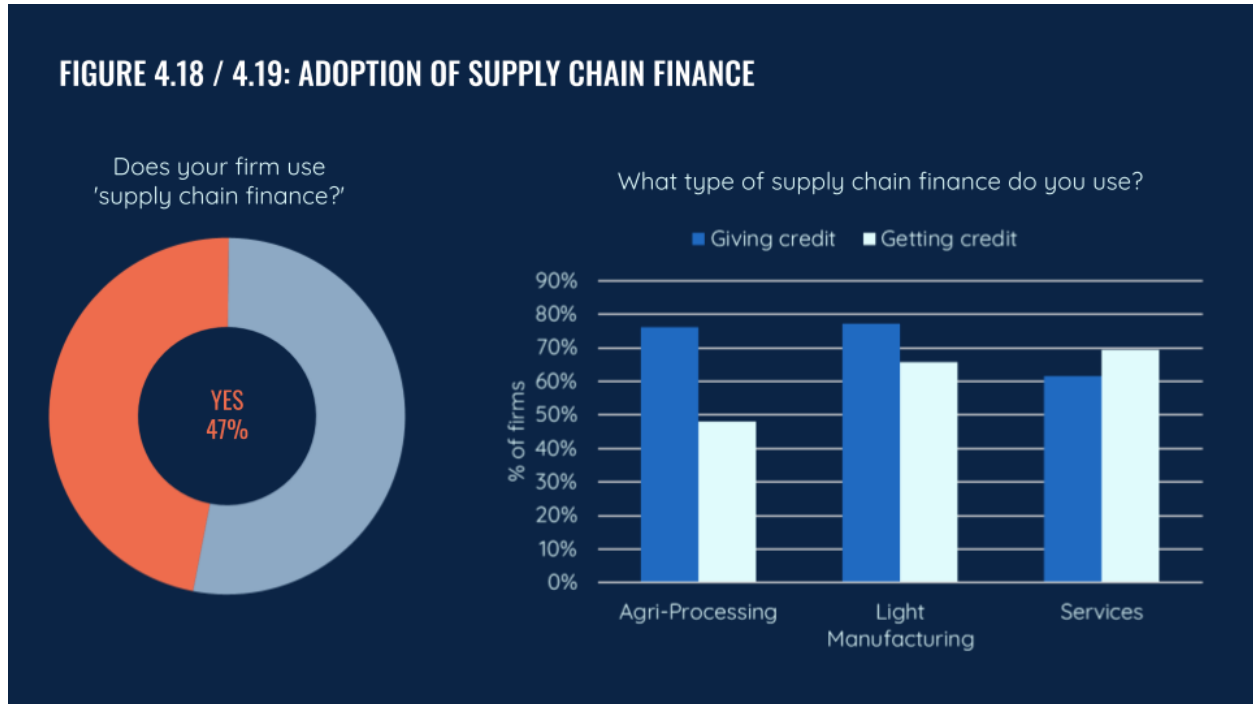 FIGURE 4.18 / 4.19: ADOPTION OF SUPPLY CHAIN FINANCE
Does your firm use
'supply chain finance?'
YES
47%
What type of supply chain finance do you use?
Giving credit
Getting credit
% of firms
90%
80%
70%
60%
50%
40%
30%
20%
10%
0%
Agri-Processing
Light
Manufacturing
Services